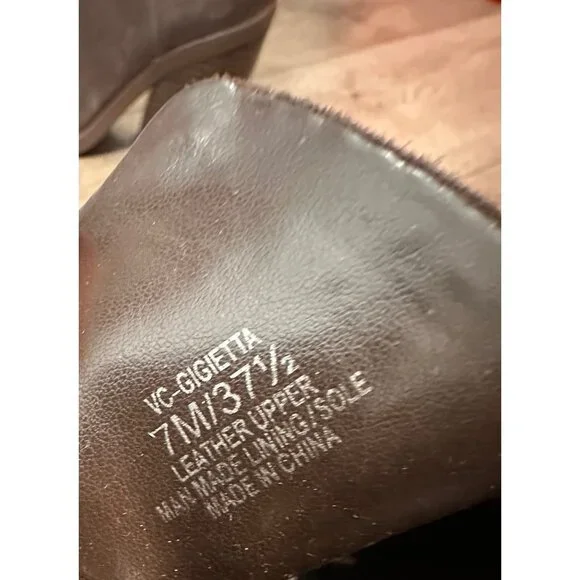 VC-GIGIETTA
7M/37½
LEATHER UPPER
MAN MADE LINING/SOLE
MADE IN CHINA